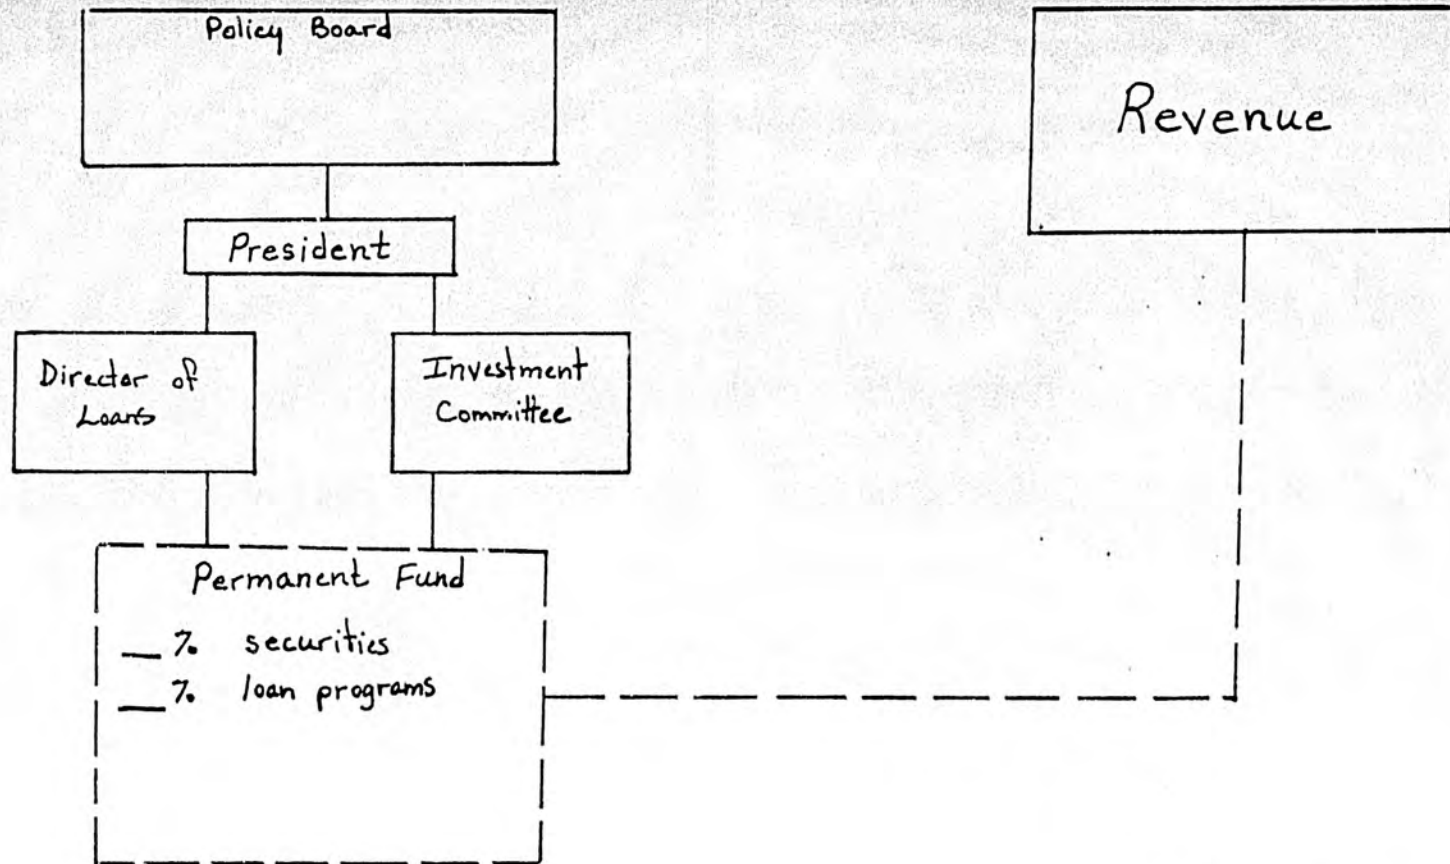 Policy Board
Revenue
President
Director of
Loans
Investment
Committee
Permanent Fund
__ % securities
__ % loan programs